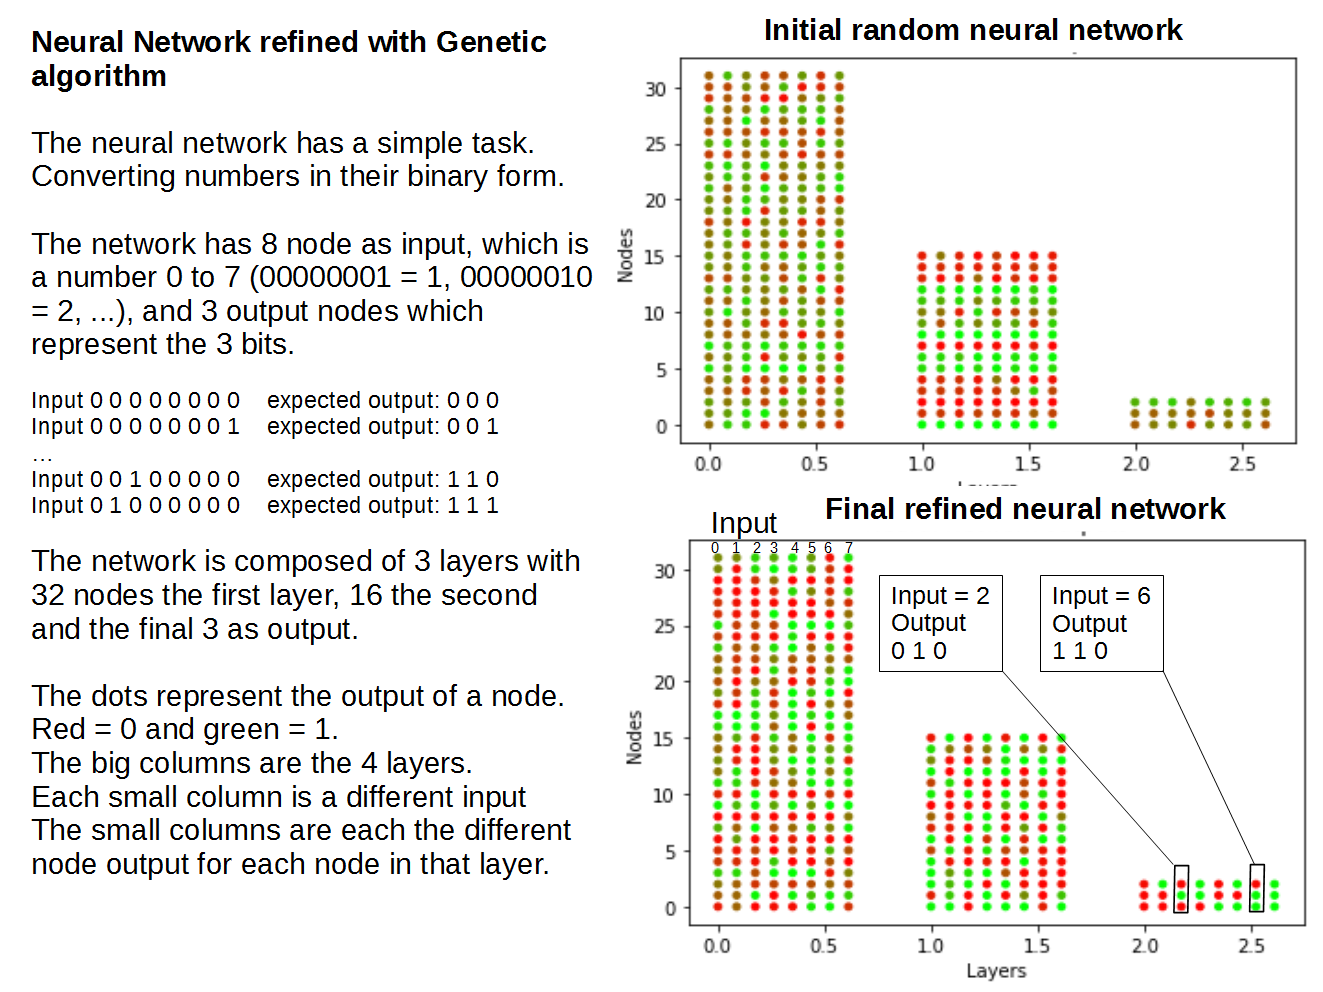 Neural Network refined with Genetic
algorithm
The neural network has a simple task.
Converting numbers in their binary form.
The network has 8 node as input, which is
a number 0 to 7 (00000001 = 1, 00000010
= 2, ...), and 3 output nodes which
represent the 3 bits.
Input 0 0 0 0 0 0 0 0 expected output: 0 0 0
Input 0 0 0 0 0 0 0 1 expected output: 0 0 1
...
Input 0 0 1 0 0 0 0 0 expected output: 1 1 0
Input 0 1 0 0 0 0 0 0 expected output: 1 1 1
The network is composed of 3 layers with
32 nodes the first layer, 16 the second
and the final 3 as output.
The dots represent the output of a node.
Red = 0 and green = 1.
The big columns are the 4 layers.
Each small column is a different input
The small columns are each the different
node output for each node in that layer.
Initial random neural network
30
25
20
15
10
5
0
Nodes
0.0 0.5 1.0 1.5 2.0 2.5
Final refined neural network
Input
0 1 2 3 4 5 6 7
30
25
20
15
10
5
0
Nodes
Input = 2
Output
0 1 0
Input = 6
Output
1 1 0
0.0 0.5 1.0 1.5 2.0 2.5
Layers